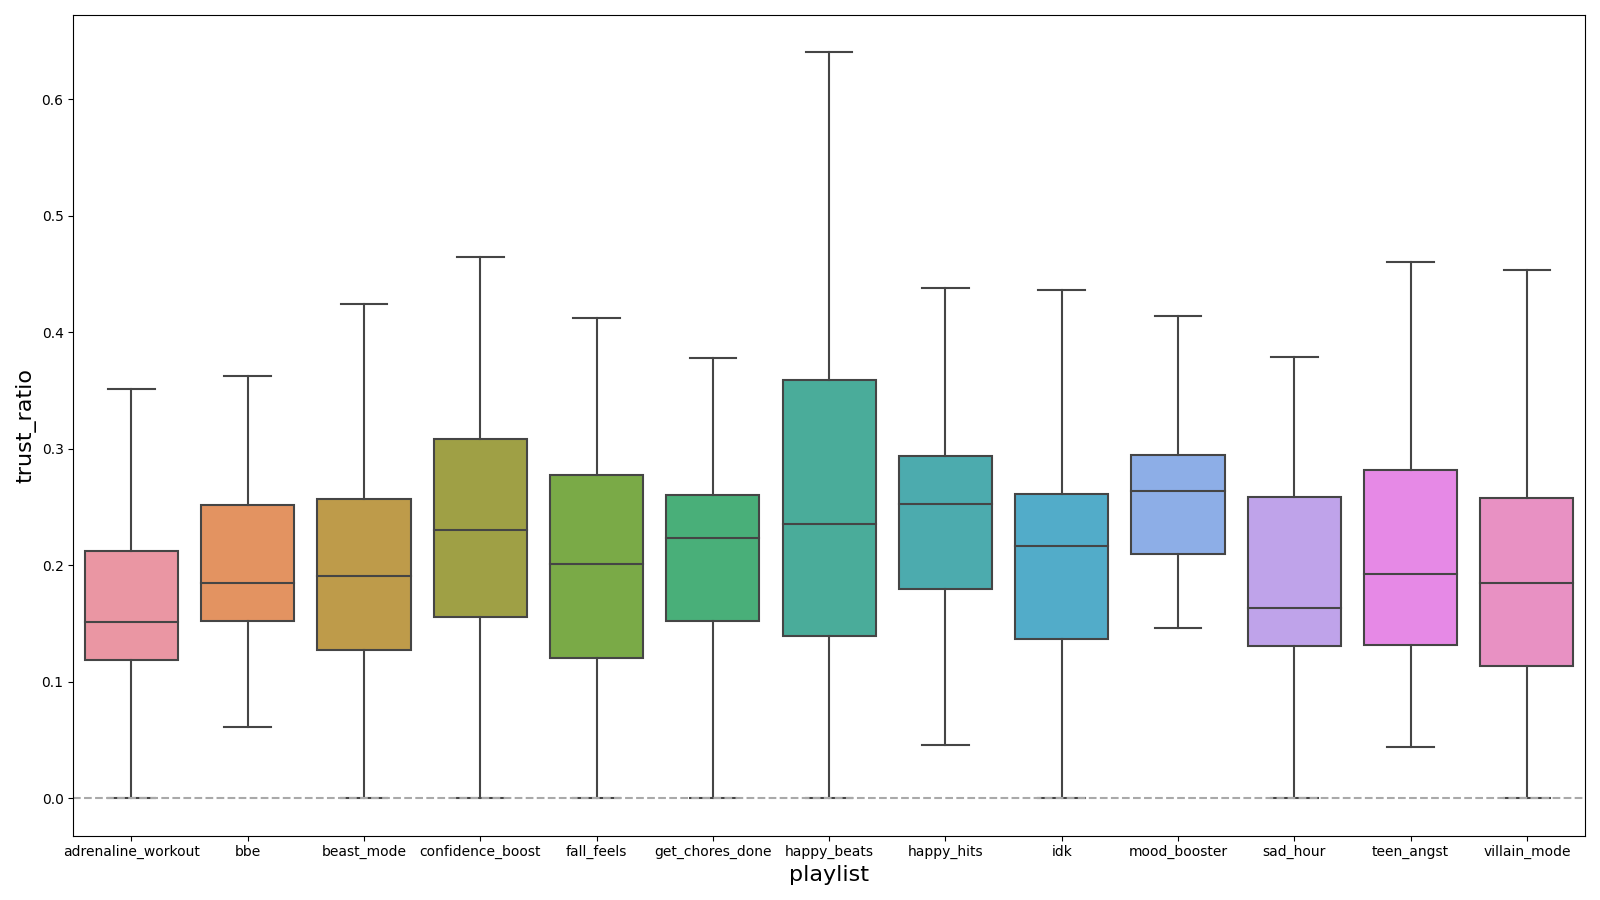 trust_ratio
0.6
0.5
0.4
0.3
0.2
0.1
0.0
adrenaline_workout bbe beast_mode confidence_boost fall_feels get_chores_done happy_beats happy_hits idk mood_booster sad_hour teen_angst villain_mode
playlist